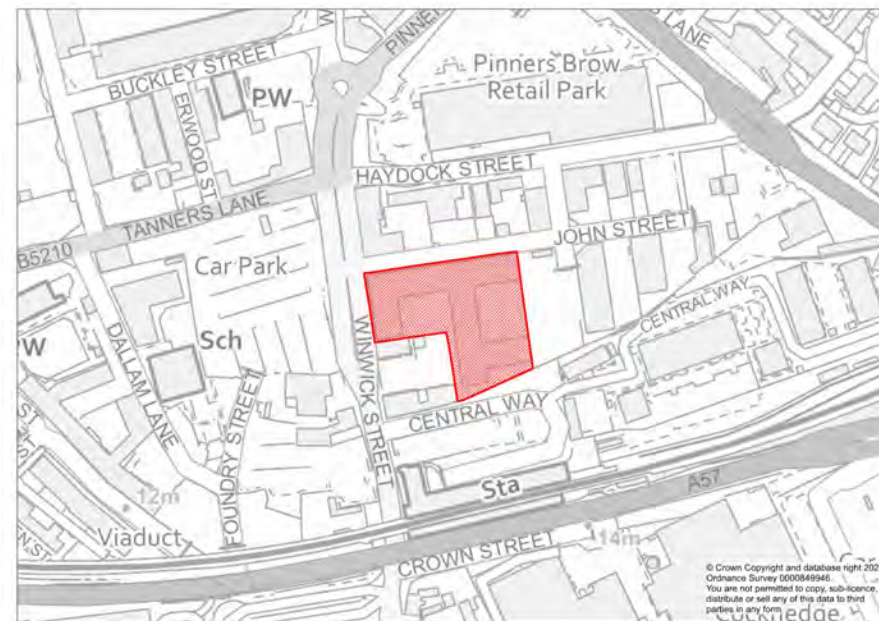 BUCKLEY STREET
PW
ERWOOD ST
PINNE
S LANE
Pinners Brow
Retail Park
HAYDOCK STREET
TANNERS LANE
B5210
JOHN STREET
Car Park
CENTRAL WAY
Sch
PW
DALLAM LANE
WINWICK STREET
FOUNDRY STREET
CENTRAL WAY
Sta
A57
12m
Viaduct
14m
CROWN STREET
© Crown Copyright and database right 202
Ordnance Survey 0000849946.
You are not permitted to copy, sub-licence,
distribute or sell any of this data to third
parties in any form